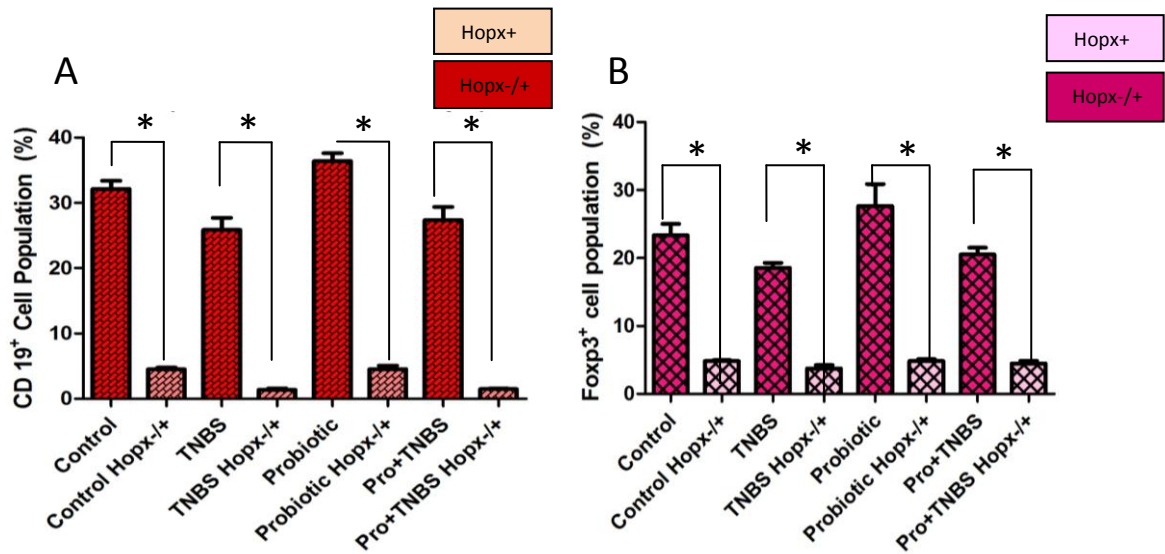 A
Hopx+
Hopx-/+
CD 19⁺ Cell Population (%)
40
30
20
10
0
*
*
*
*
Control
Control Hopx-/+
TNBS
TNBS Hopx-/+
Probiotic
Probiotic Hopx-/+
Pro+TNBS
Pro+TNBS Hopx-/+
B
Hopx+
Hopx-/+
Foxp3⁺ cell population (%)
40
30
20
10
0
*
*
*
*
Control
Control Hopx-/+
TNBS
TNBS Hopx-/+
Probiotic
Probiotic Hopx-/+
Pro+TNBS
Pro+TNBS Hopx-/+